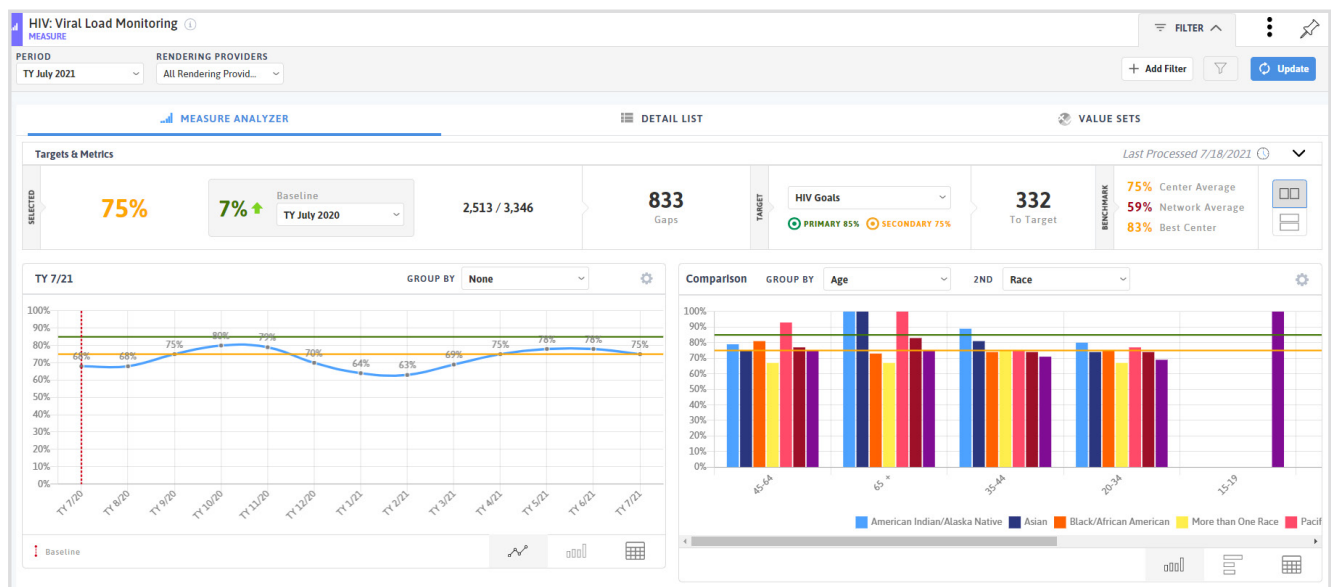 HIV: Viral Load Monitoring
MEASURE
FILTER
PERIOD
RENDERING PROVIDERS
TY July 2021
All Rendering Provid...
+ Add Filter
Update
MEASURE ANALYZER
DETAIL LIST
VALUE SETS
Targets & Metrics
Last Processed 7/18/2021
SELECTED
75%
7%
Baseline
TY July 2020
2,513 / 3,346
833
Gaps
TARGET
HIV Goals
PRIMARY 85%
SECONDARY 75%
332
To Target
BENCHMARK
75% Center Average
59% Network Average
83% Best Center
TY 7/21
GROUP BY
None
100%
90%
80%
70%
60%
50%
40%
30%
20%
10%
0%
68%
68%
75%
80%
79%
70%
64%
63%
69%
75%
78%
78%
75%
TY 7/20
TY 8/20
TY 9/20
TY 10/20
TY 11/20
TY 12/20
TY 1/21
TY 2/21
TY 3/21
TY 4/21
TY 5/21
TY 6/21
TY 7/21
Baseline
Comparison
GROUP BY
Age
2ND
Race
100%
90%
80%
70%
60%
50%
40%
30%
20%
10%
0%
45-64
65 +
35-44
20-34
15-19
American Indian/Alaska Native
Asian
Black/African American
More than One Race
Pacif